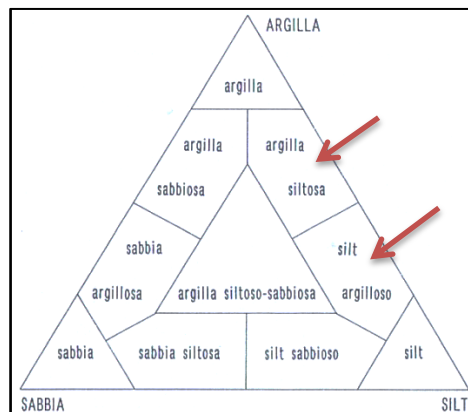 ARGILLA
argilla
argilla
sabbiosa
argilla
siltosa
sabbia
argillosa
silt
argilloso
argilla siltoso-sabbiosa
sabbia
sabbia siltosa
silt sabbioso
silt
SABBIA
SILT